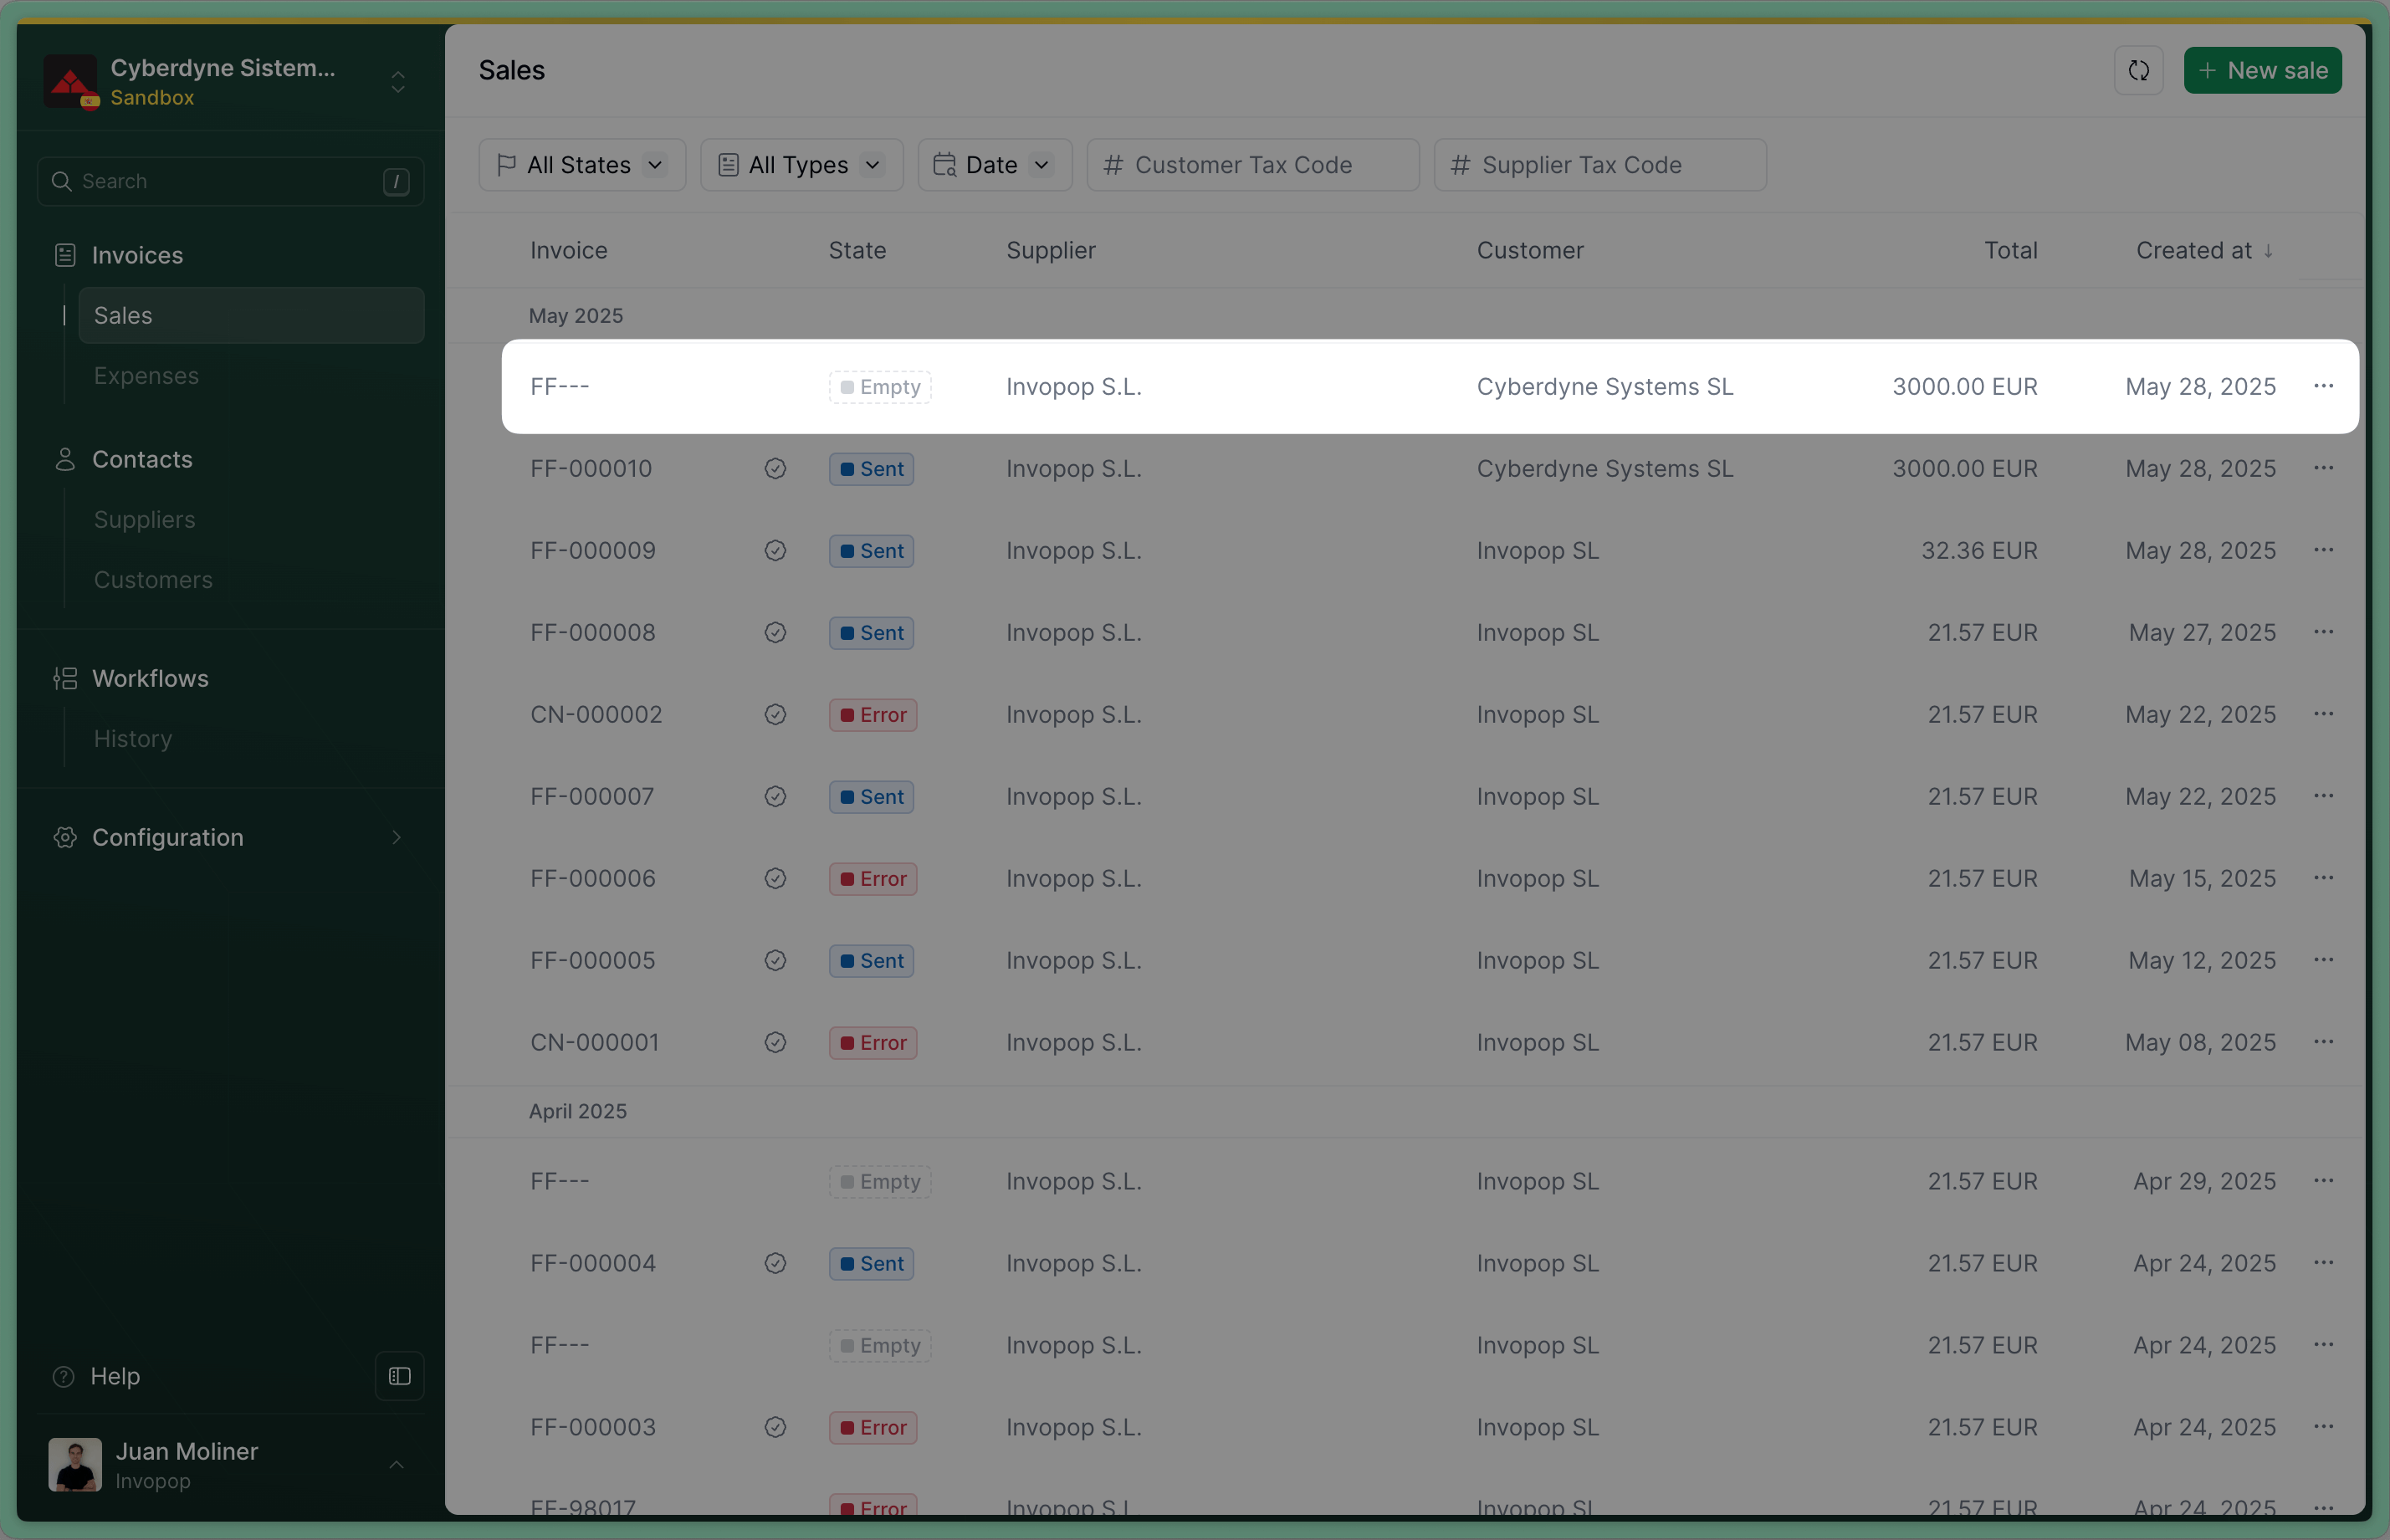 Cyberdyne Sistem...
Sandbox
Search /
Invoices
Sales
Expenses
Contacts
Suppliers
Customers
Workflows
History
Configuration
Help
Juan Moliner
Invopop
Sales
New sale
All States All Types Date # Customer Tax Code # Supplier Tax Code
Invoice State Supplier Customer Total Created at ↓
May 2025
FF--- Empty Invopop S.L. Cyberdyne Systems SL 3000.00 EUR May 28, 2025 ...
FF-000010 Sent Invopop S.L. Cyberdyne Systems SL 3000.00 EUR May 28, 2025 ...
FF-000009 Sent Invopop S.L. Invopop SL 32.36 EUR May 28, 2025 ...
FF-000008 Sent Invopop S.L. Invopop SL 21.57 EUR May 27, 2025 ...
CN-000002 Error Invopop S.L. Invopop SL 21.57 EUR May 22, 2025 ...
FF-000007 Sent Invopop S.L. Invopop SL 21.57 EUR May 22, 2025 ...
FF-000006 Error Invopop S.L. Invopop SL 21.57 EUR May 15, 2025 ...
FF-000005 Sent Invopop S.L. Invopop SL 21.57 EUR May 12, 2025 ...
CN-000001 Error Invopop S.L. Invopop SL 21.57 EUR May 08, 2025 ...
April 2025
FF--- Empty Invopop S.L. Invopop SL 21.57 EUR Apr 29, 2025 ...
FF-000004 Sent Invopop S.L. Invopop SL 21.57 EUR Apr 24, 2025 ...
FF--- Empty Invopop S.L. Invopop SL 21.57 EUR Apr 24, 2025 ...
FF-000003 Error Invopop S.L. Invopop SL 21.57 EUR Apr 24, 2025 ...
FF-98017 Error Invopop S.L. Invopop SL 21.57 EUR Apr 24, 2025 ...